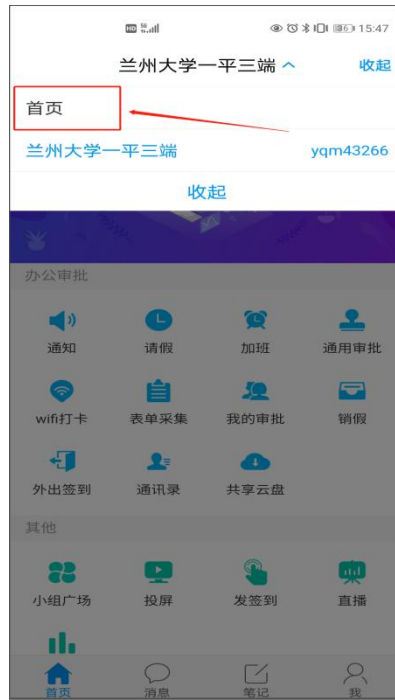 HD 5G 86 15:47
兰州大学一平三端 收起
首页
兰州大学一平三端 yqm43266
收起
办公审批
通知 请假 加班 通用审批
wifi打卡 表单采集 我的审批 销假
外出签到 通讯录 共享云盘
其他
小组广场 投屏 发签到 直播
首页 消息 笔记 我